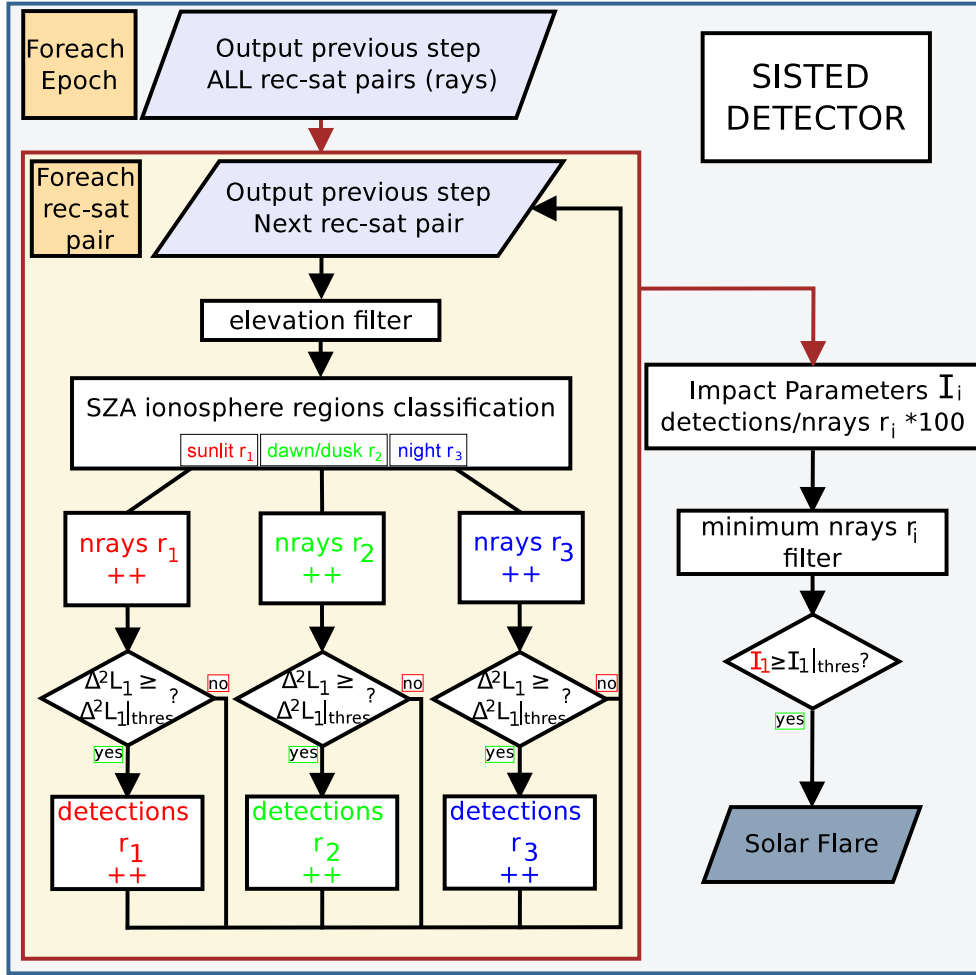 Foreach
Epoch
Output previous step
ALL rec-sat pairs (rays)
SISTED
DETECTOR
Foreach
rec-sat
pair
Output previous step
Next rec-sat pair
elevation filter
SZA ionosphere regions classification
sunlit r₁ dawn/dusk r₂ night r₃
nrays r₁
++
nrays r₂
++
nrays r₃
++
Δ²L₁ ≥
Δ²L₁|thres ?
no
yes
Δ²L₁ ≥
Δ²L₁|thres ?
no
yes
Δ²L₁ ≥
Δ²L₁|thres ?
no
yes
detections
r₁
++
detections
r₂
++
detections
r₃
++
Impact Parameters Iᵢ
detections/nrays rᵢ *100
minimum nrays rᵢ
filter
I₁≥I₁|thres?
yes
Solar Flare